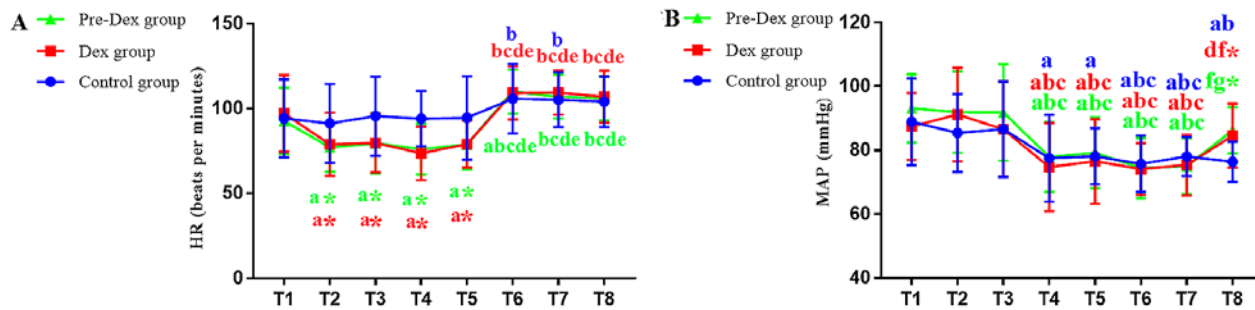 A
Pre-Dex group
Dex group
Control group
HR (beats per minutes)
150
100
50
0
b b
bcde bcde bcde
abcde bcde bcde
a* a* a* a*
a* a* a* a*
T1 T2 T3 T4 T5 T6 T7 T8
B
Pre-Dex group
Dex group
Control group
MAP (mmHg)
120
100
80
60
40
ab
df*
fg*
a a abc abc
abc abc abc abc
abc abc abc abc
T1 T2 T3 T4 T5 T6 T7 T8